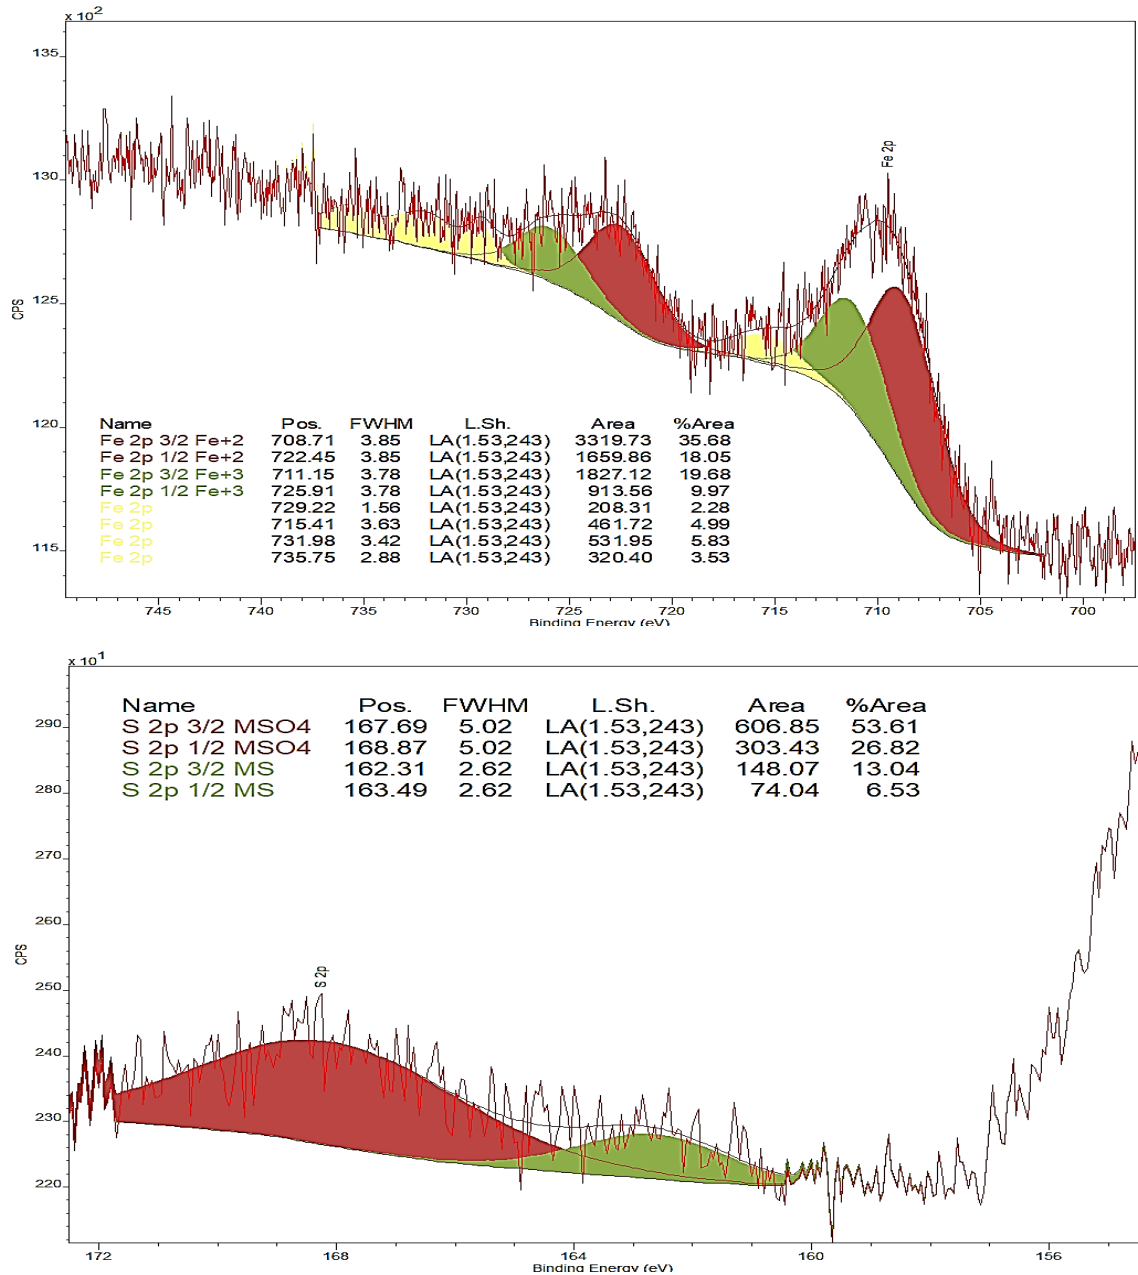 x 10²
135
130
125
120
115
CPS
Fe 2p
Name Pos. FWHM L.Sh. Area %Area
Fe 2p 3/2 Fe+2 708.71 3.85 LA(1.53,243) 3319.73 35.68
Fe 2p 1/2 Fe+2 722.45 3.85 LA(1.53,243) 1659.86 18.05
Fe 2p 3/2 Fe+3 711.15 3.78 LA(1.53,243) 1827.12 19.68
Fe 2p 1/2 Fe+3 725.91 3.78 LA(1.53,243) 913.56 9.97
Fe 2p 729.22 1.56 LA(1.53,243) 208.31 2.28
Fe 2p 715.41 3.63 LA(1.53,243) 461.72 4.99
Fe 2p 731.98 3.42 LA(1.53,243) 531.95 5.83
Fe 2p 735.75 2.88 LA(1.53,243) 320.40 3.53
745 740 735 730 725 720 715 710 705 700
Binding Energy (eV)
x 10¹
Name Pos. FWHM L.Sh. Area %Area
S 2p 3/2 MSO4 167.69 5.02 LA(1.53,243) 606.85 53.61
S 2p 1/2 MSO4 168.87 5.02 LA(1.53,243) 303.43 26.82
S 2p 3/2 MS 162.31 2.62 LA(1.53,243) 148.07 13.04
S 2p 1/2 MS 163.49 2.62 LA(1.53,243) 74.04 6.53
290
280
270
260
250
240
230
220
CPS
S 2p
172 168 164 160 156
Binding Energy (eV)